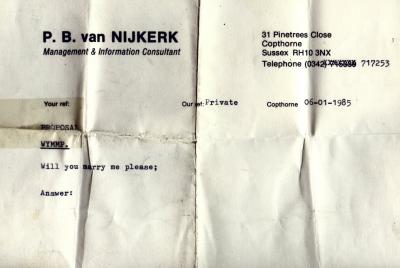 P. B. van NIJKERK
Management & Information Consultant
31 Pinetrees Close
Copthorne
Sussex RH10 3NX
Telephone (0342) 717253
Your ref:
Our ref: Private
Copthorne 06-01-1985
PROPOSAL
WYMMP.
Will you marry me please;
Answer: